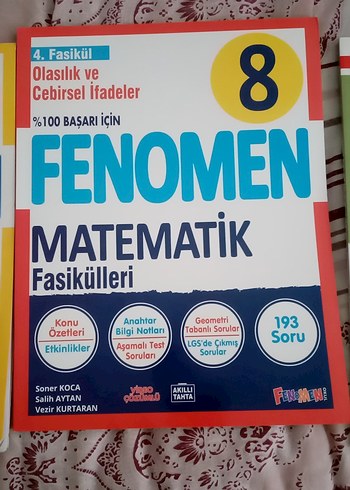 4. Fasikül
Olasılık ve
Cebirsel İfadeler
8
%100 BAŞARI İÇİN
FENOMEN
MATEMATİK
Fasikülleri
Konu
Özetleri
Etkinlikler
Anahtar
Bilgi Notları
Aşamalı Test
Soruları
Geometri
Tabanlı Sorular
LGS'de Çıkmış
Sorular
193
Soru
Soner KOCA
Salih AYTAN
Vezir KURTARAN
VİDEO
ÇÖZÜMLÜ
AKILLI
TAHTA
FENOMEN